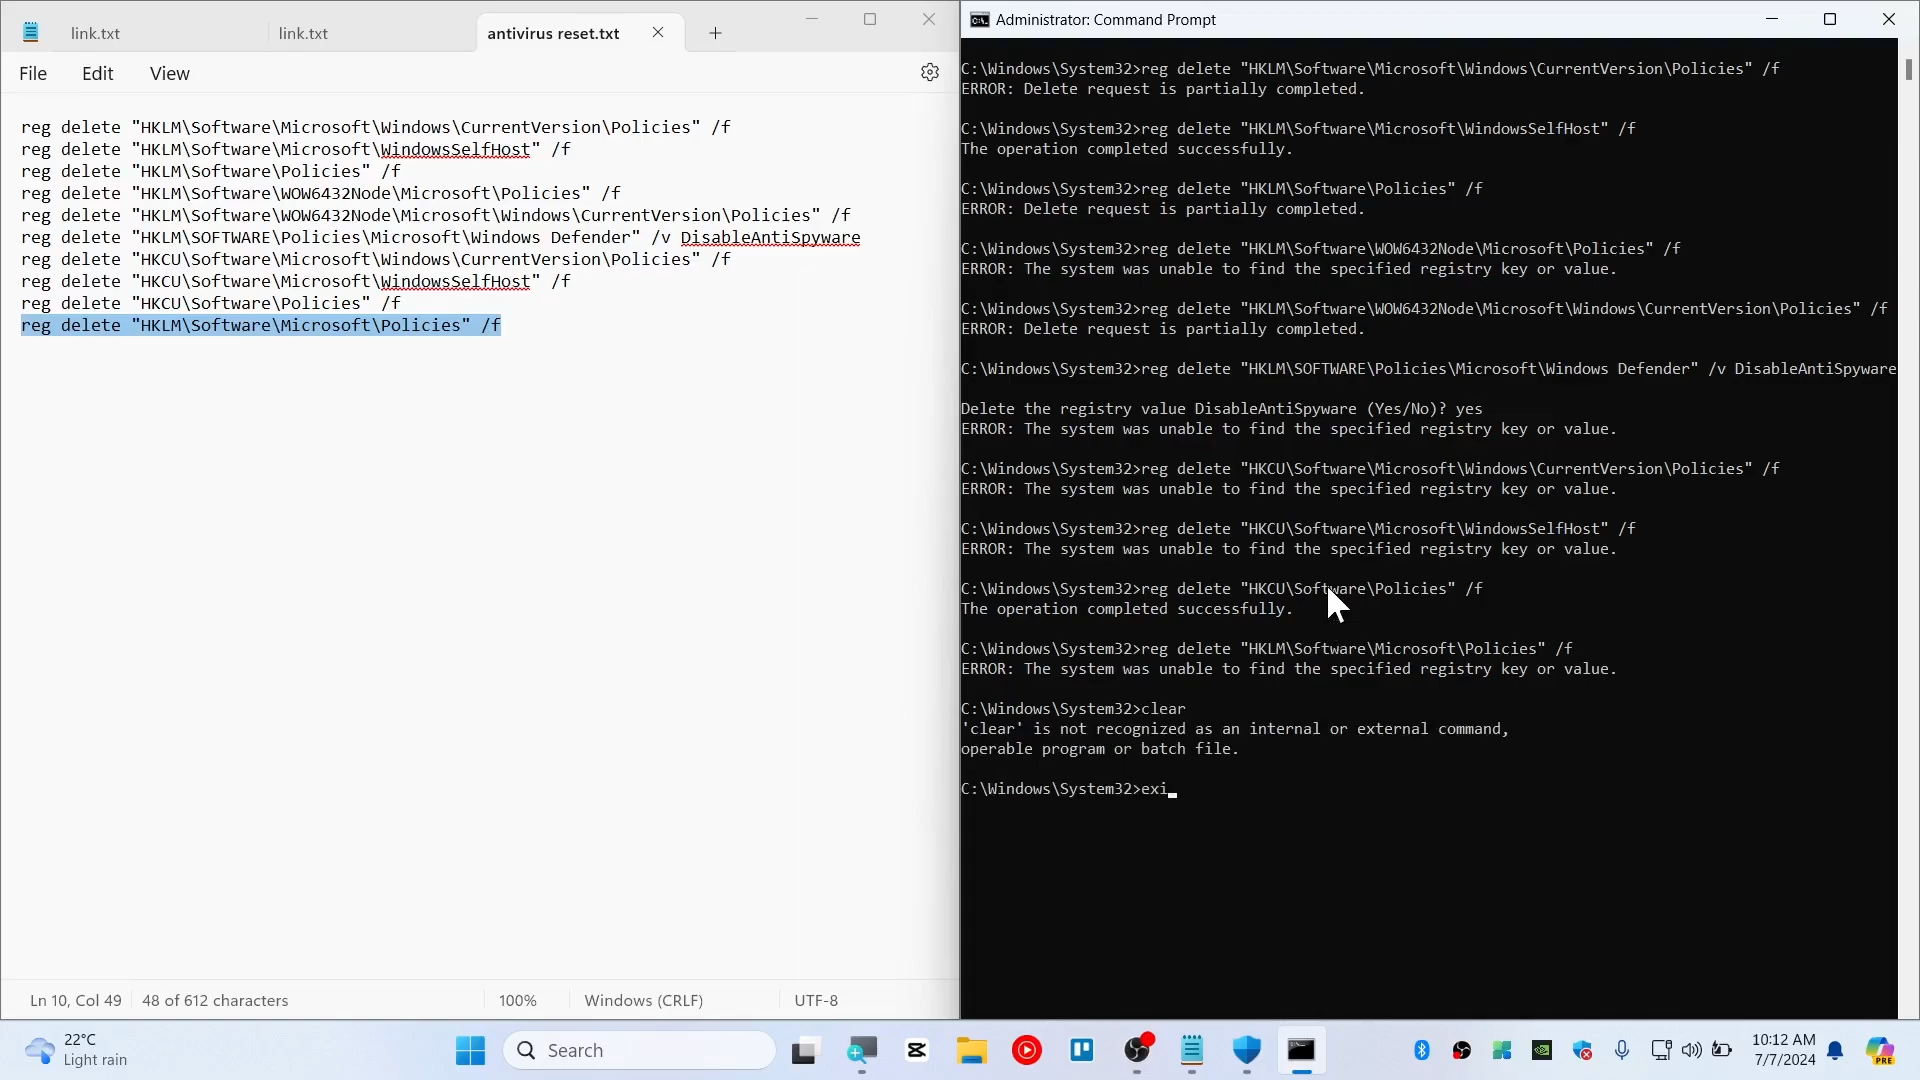 link.txt
link.txt
antivirus reset.txt
File
Edit
View
reg delete "HKLM\Software\Microsoft\Windows\CurrentVersion\Policies" /f
reg delete "HKLM\Software\Microsoft\WindowsSelfHost" /f
reg delete "HKLM\Software\Policies" /f
reg delete "HKLM\Software\WOW6432Node\Microsoft\Policies" /f
reg delete "HKLM\Software\WOW6432Node\Microsoft\Windows\CurrentVersion\Policies" /f
reg delete "HKLM\SOFTWARE\Policies\Microsoft\Windows Defender" /v DisableAntiSpyware
reg delete "HKCU\Software\Microsoft\Windows\CurrentVersion\Policies" /f
reg delete "HKCU\Software\Microsoft\WindowsSelfHost" /f
reg delete "HKCU\Software\Policies" /f
reg delete "HKLM\Software\Microsoft\Policies" /f
Ln 10, Col 49
48 of 612 characters
100%
Windows (CRLF)
UTF-8
Administrator: Command Prompt
C:\Windows\System32>reg delete "HKLM\Software\Microsoft\Windows\CurrentVersion\Policies" /f
ERROR: Delete request is partially completed.
C:\Windows\System32>reg delete "HKLM\Software\Microsoft\WindowsSelfHost" /f
The operation completed successfully.
C:\Windows\System32>reg delete "HKLM\Software\Policies" /f
ERROR: Delete request is partially completed.
C:\Windows\System32>reg delete "HKLM\Software\WOW6432Node\Microsoft\Policies" /f
ERROR: The system was unable to find the specified registry key or value.
C:\Windows\System32>reg delete "HKLM\Software\WOW6432Node\Microsoft\Windows\CurrentVersion\Policies" /f
ERROR: Delete request is partially completed.
C:\Windows\System32>reg delete "HKLM\SOFTWARE\Policies\Microsoft\Windows Defender" /v DisableAntiSpyware
Delete the registry value DisableAntiSpyware (Yes/No)? yes
ERROR: The system was unable to find the specified registry key or value.
C:\Windows\System32>reg delete "HKCU\Software\Microsoft\Windows\CurrentVersion\Policies" /f
ERROR: The system was unable to find the specified registry key or value.
C:\Windows\System32>reg delete "HKCU\Software\Microsoft\WindowsSelfHost" /f
ERROR: The system was unable to find the specified registry key or value.
C:\Windows\System32>reg delete "HKCU\Software\Policies" /f
The operation completed successfully.
C:\Windows\System32>reg delete "HKLM\Software\Microsoft\Policies" /f
ERROR: The system was unable to find the specified registry key or value.
C:\Windows\System32>clear
'clear' is not recognized as an internal or external command,
operable program or batch file.
C:\Windows\System32>exi
22°C
Light rain
Search
10:12 AM
7/7/2024
PRE